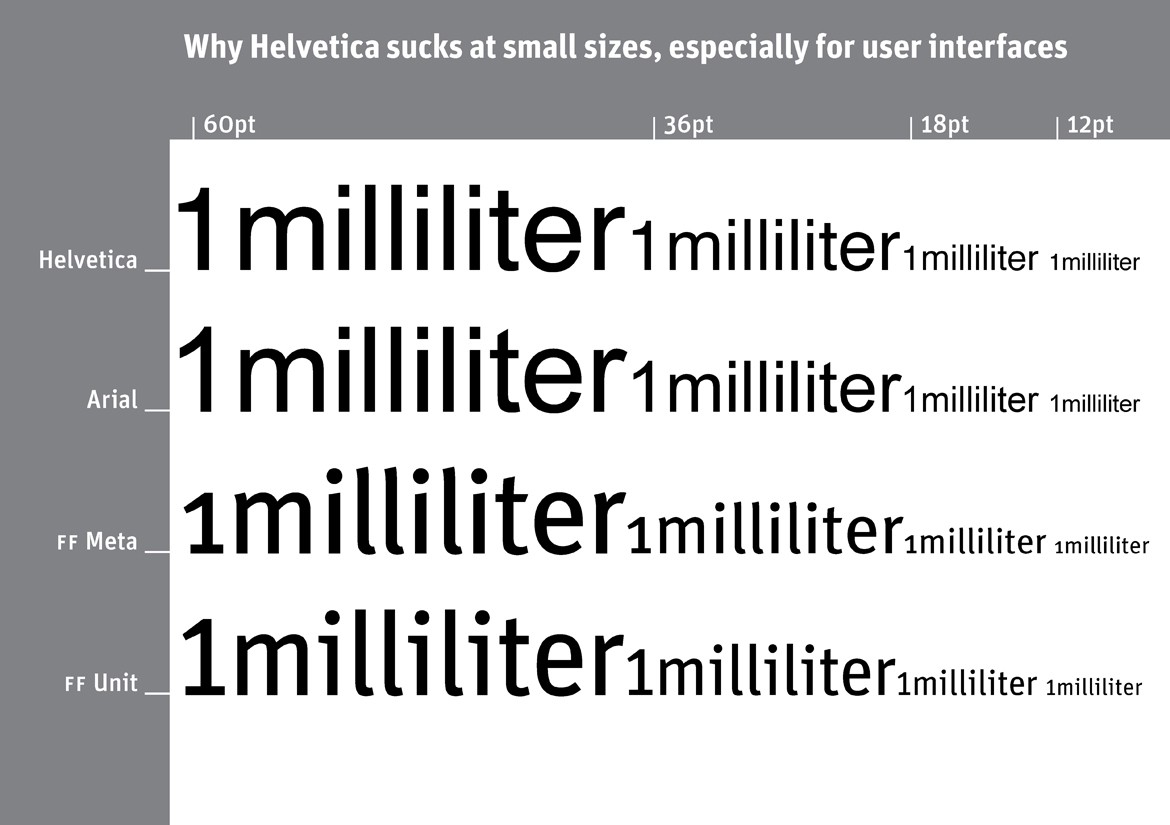 Why Helvetica sucks at small sizes, especially for user interfaces
60pt 36pt 18pt 12pt
Helvetica 1milliliter 1milliliter 1milliliter 1milliliter
Arial 1milliliter 1milliliter 1milliliter 1milliliter
FF Meta 1milliliter 1milliliter 1milliliter 1milliliter
FF Unit 1milliliter 1milliliter 1milliliter 1milliliter